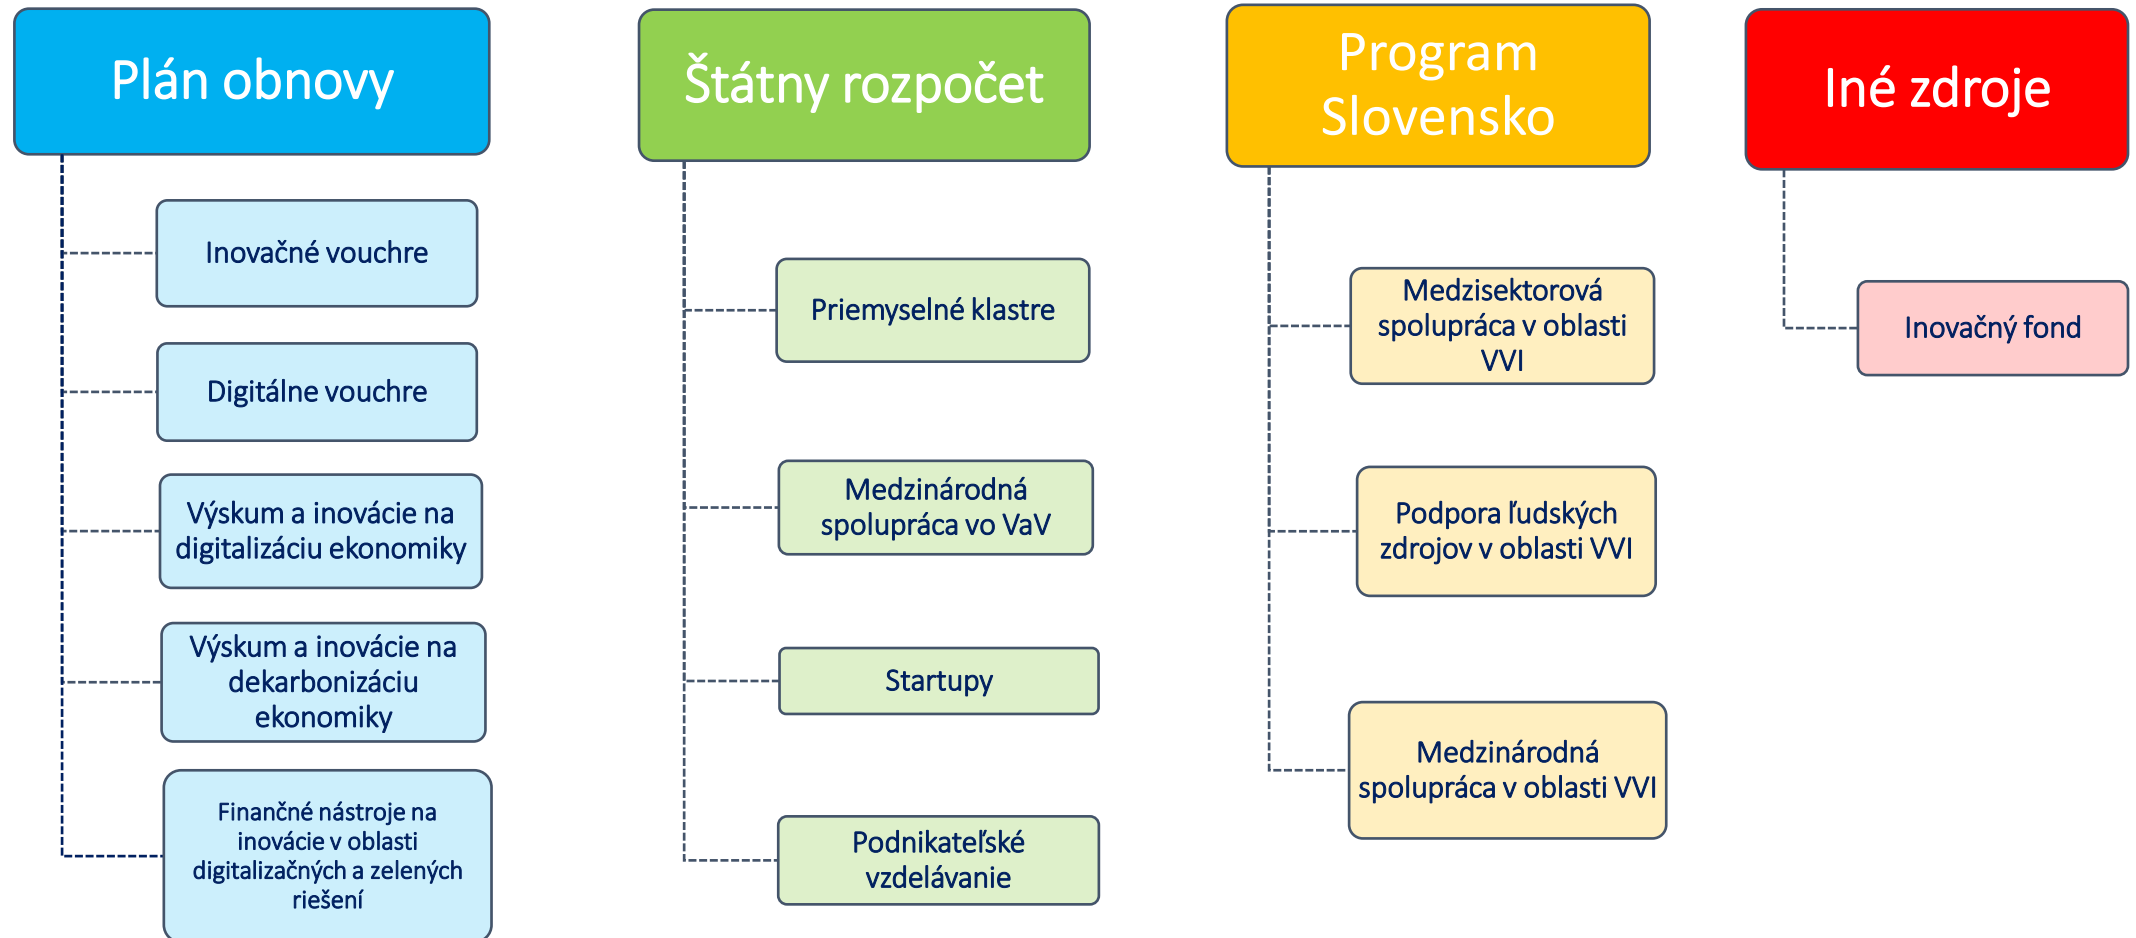 Plán obnovy
Inovačné vouchre
Digitálne vouchre
Výskum a inovácie na
digitalizáciu ekonomiky
Výskum a inovácie na
dekarbonizáciu
ekonomiky
Finančné nástroje na
inovácie v oblasti
digitalizačných a zelených
riešení
Štátny rozpočet
Priemyselné klastre
Medzinárodná
spolupráca vo VaV
Startupy
Podnikateľské
vzdelávanie
Program
Slovensko
Medzisektorová
spolupráca v oblasti
VVI
Podpora ľudských
zdrojov v oblasti VVI
Medzinárodná
spolupráca v oblasti VVI
Iné zdroje
Inovačný fond